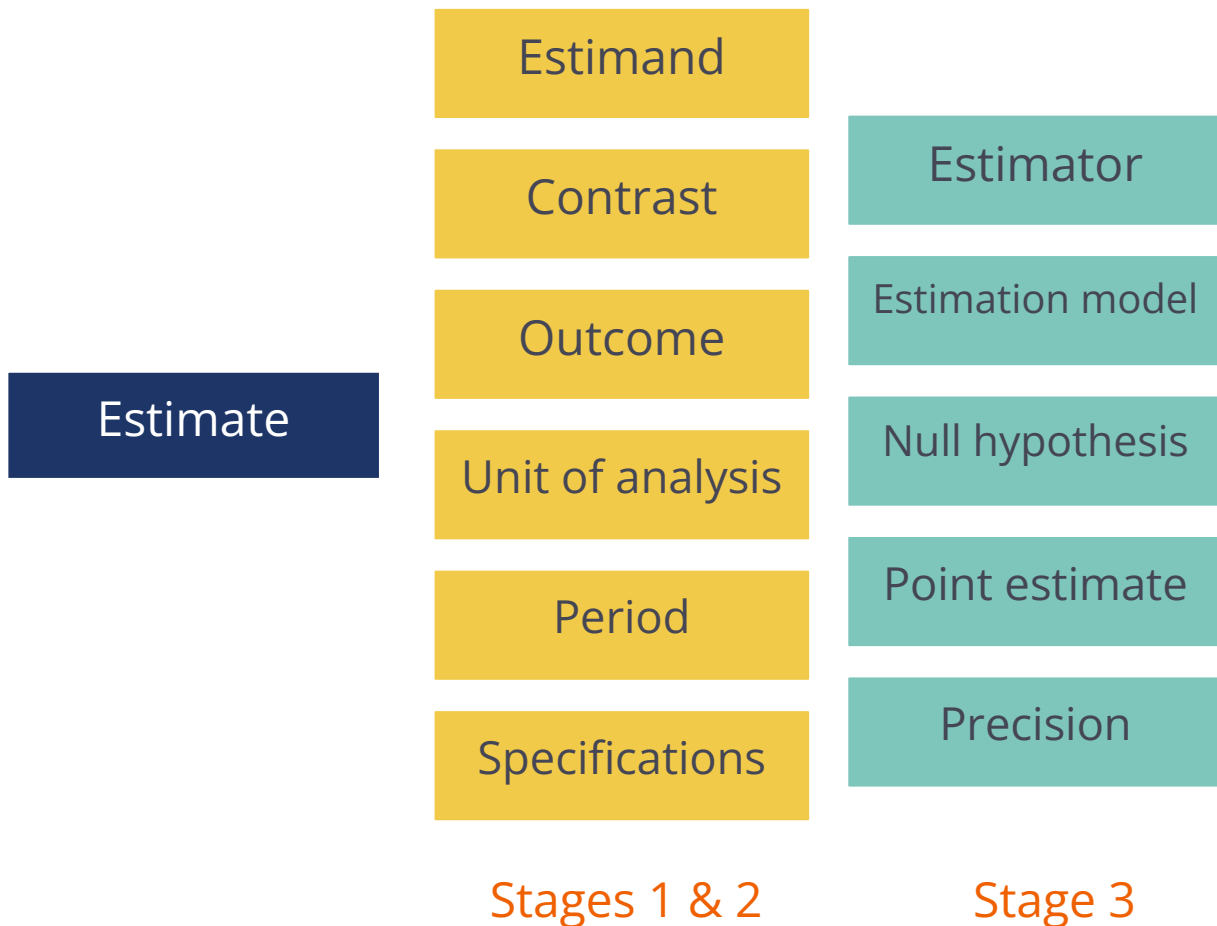 Estimate
Estimand
Contrast
Outcome
Unit of analysis
Period
Specifications
Stages 1 & 2
Estimator
Estimation model
Null hypothesis
Point estimate
Precision
Stage 3